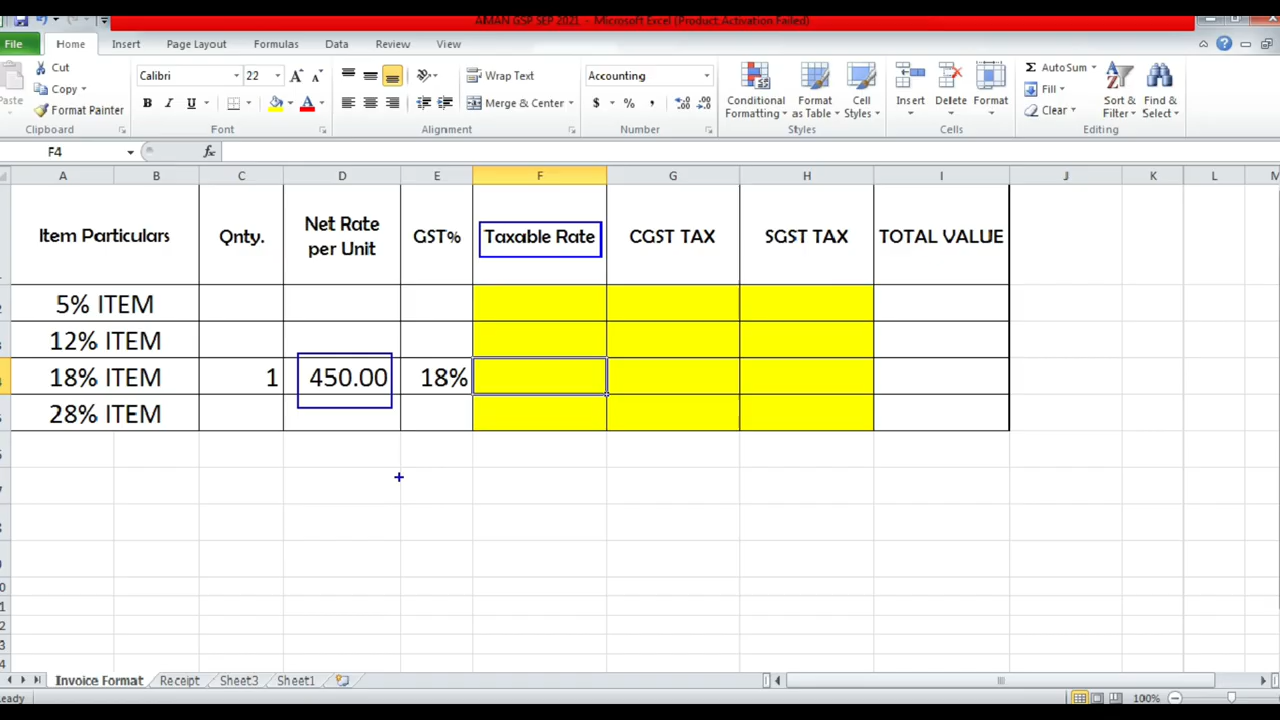 AIMAN GSP SEP 2021 - Microsoft Excel (Product Activation Failed)
File Home Insert Page Layout Formulas Data Review View
Paste
Cut
Copy
Format Painter
Clipboard
Calibri 22
B I U
Font
Wrap Text
Merge & Center
Alignment
Accounting
$ % ,
Number
Conditional Formatting
Format as Table
Cell Styles
Styles
Insert Delete Format
Cells
AutoSum
Fill
Clear
Sort & Filter
Find & Select
Editing
F4 fx
A B C D E F G H I J K L M
Item Particulars Qnty. Net Rate per Unit GST% Taxable Rate CGST TAX SGST TAX TOTAL VALUE
5% ITEM
12% ITEM
18% ITEM 1 450.00 18%
28% ITEM
Invoice Format Receipt Sheet3 Sheet1
eady 100%